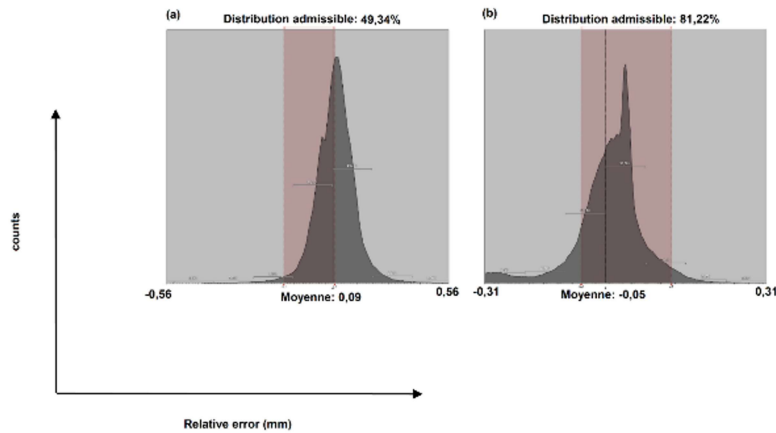 (a)
Distribution admissible: 49,34%
(b)
Distribution admissible: 81,22%
counts
-0,56
Moyenne: 0,09
0,56
-0,31
Moyenne: -0,05
0,31
Relative error (mm)